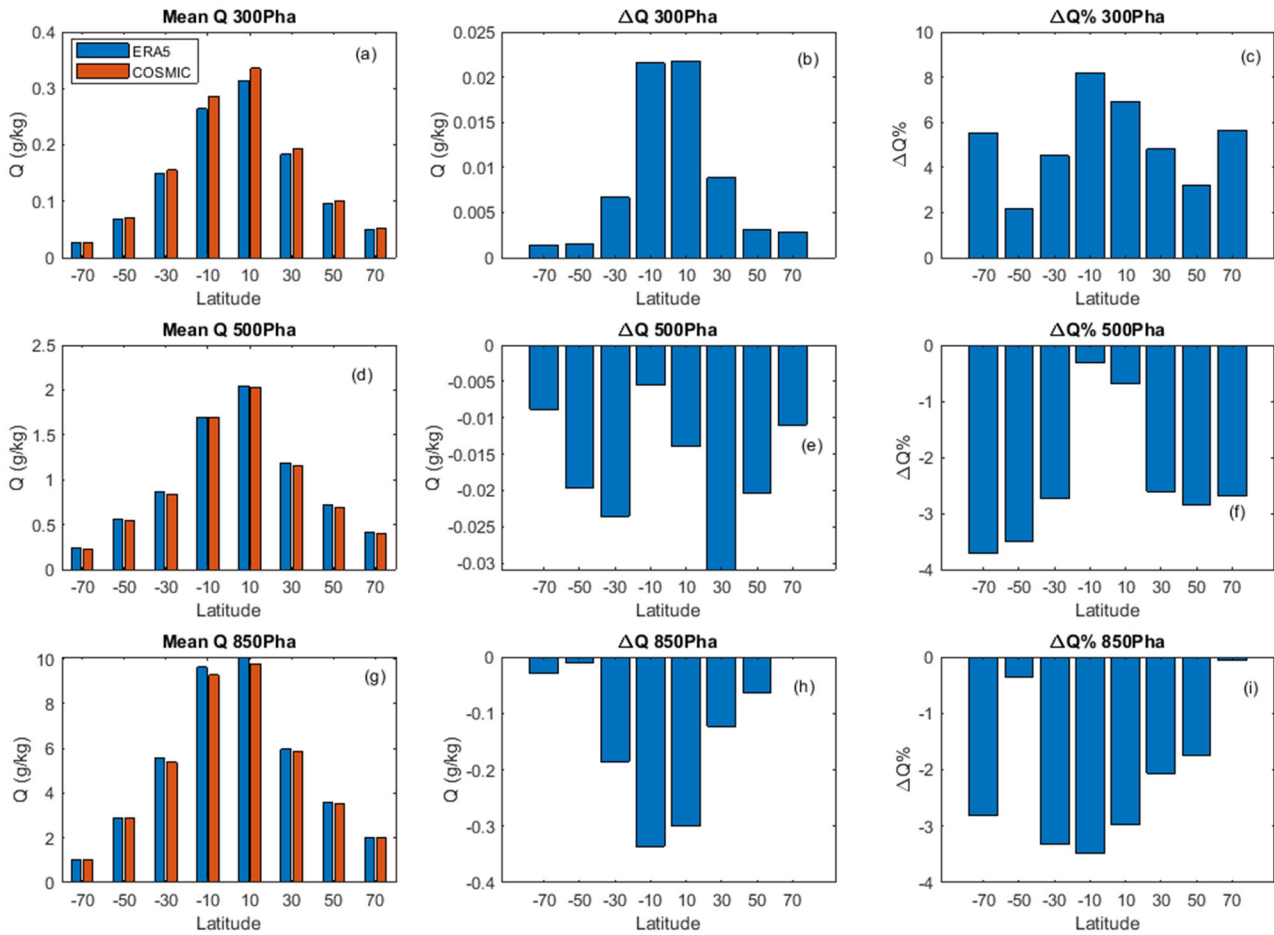 Mean Q 300Pha
0.4
0.3
0.2
0.1
0
Q (g/kg)
ERA5
COSMIC
(a)
-70 -50 -30 -10 10 30 50 70
Latitude
ΔQ 300Pha
0.025
0.02
0.015
0.01
0.005
0
Q (g/kg)
(b)
-70 -50 -30 -10 10 30 50 70
Latitude
ΔQ% 300Pha
10
8
6
4
2
0
ΔQ%
(c)
-70 -50 -30 -10 10 30 50 70
Latitude
Mean Q 500Pha
2.5
2
1.5
1
0.5
0
Q (g/kg)
(d)
-70 -50 -30 -10 10 30 50 70
Latitude
ΔQ 500Pha
0
-0.005
-0.01
-0.015
-0.02
-0.025
-0.03
Q (g/kg)
(e)
-70 -50 -30 -10 10 30 50 70
Latitude
ΔQ% 500Pha
0
-1
-2
-3
-4
ΔQ%
(f)
-70 -50 -30 -10 10 30 50 70
Latitude
Mean Q 850Pha
10
8
6
4
2
0
Q (g/kg)
(g)
-70 -50 -30 -10 10 30 50 70
Latitude
ΔQ 850Pha
0
-0.1
-0.2
-0.3
-0.4
Q (g/kg)
(h)
-70 -50 -30 -10 10 30 50 70
Latitude
ΔQ% 850Pha
0
-1
-2
-3
-4
ΔQ%
(i)
-70 -50 -30 -10 10 30 50 70
Latitude